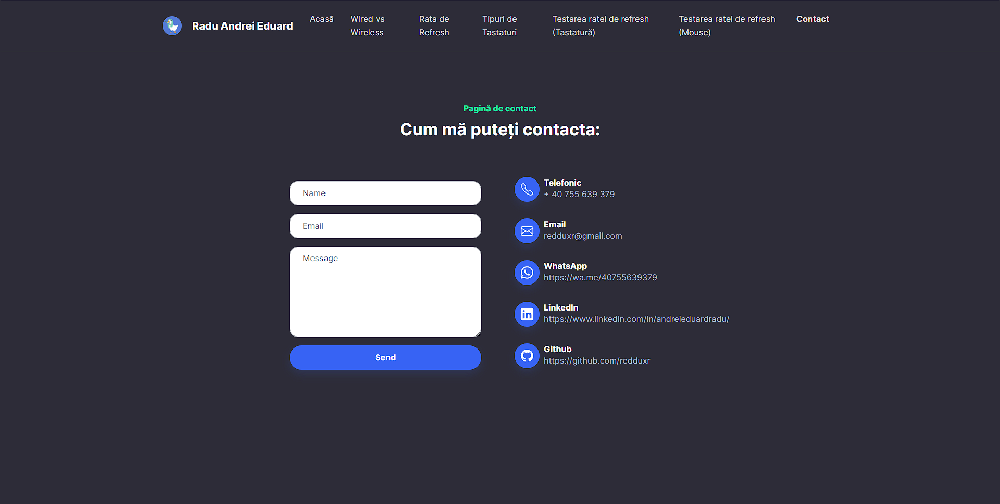 Radu Andrei Eduard
Acasă
Wired vs
Wireless
Rata de
Refresh
Tipuri de
Tastaturi
Testarea ratei de refresh
(Tastatură)
Testarea ratei de refresh
(Mouse)
Contact
Pagină de contact
Cum mă puteți contacta:
Name
Email
Message
Send
Telefonic
+ 40 755 639 379
Email
redduxr@gmail.com
WhatsApp
https://wa.me/40755639379
LinkedIn
https://www.linkedin.com/in/andreieduardradu/
Github
https://github.com/redduxr